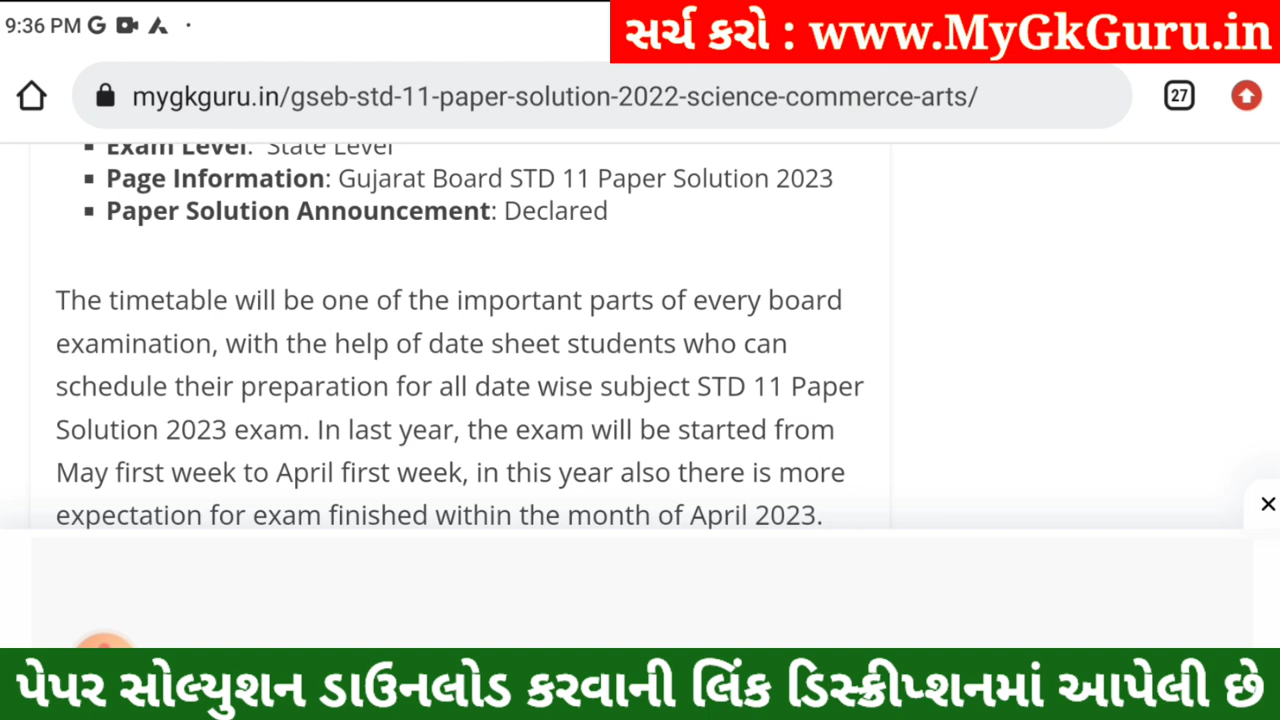 9:36 PM
સર્ચ કરો : www.MyGkGuru.in
mygkguru.in/gseb-std-11-paper-solution-2022-science-commerce-arts/
27
▪ Exam Level: State Level
▪ Page Information: Gujarat Board STD 11 Paper Solution 2023
▪ Paper Solution Announcement: Declared
The timetable will be one of the important parts of every board
examination, with the help of date sheet students who can
schedule their preparation for all date wise subject STD 11 Paper
Solution 2023 exam. In last year, the exam will be started from
May first week to April first week, in this year also there is more
expectation for exam finished within the month of April 2023.
પેપર સોલ્યુશન ડાઉનલોડ કરવાની લિંક ડિસ્ક્રીપ્શનમાં આપેલી છે